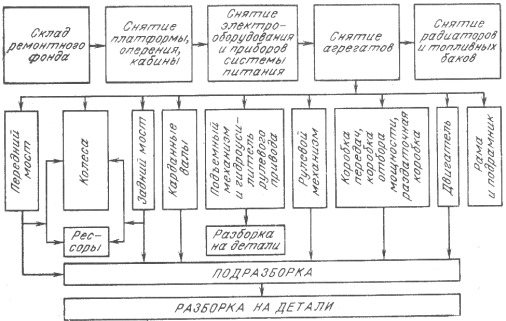 Склад
ремонтного
фонда
Снятие
платформы,
оперения,
кабины
Снятие
электро-
оборудования
и приборов
системы
питания
Снятие
агрегатов
Снятие
радиаторов
и топливных
баков
Передний
мост
Колеса
Рес-
соры
Задний мост
Карданные
валы
Подъемный
механизм
и гидроуси-
литель
рулевого
привода
Разборка
на детали
Рулевой
механизм
Коробка
передач,
коробка
отбора
мощности,
раздаточная
коробка
Двигатель
Рама
и подрамник
ПОДРАЗБОРКА
РАЗБОРКА НА ДЕТАЛИ